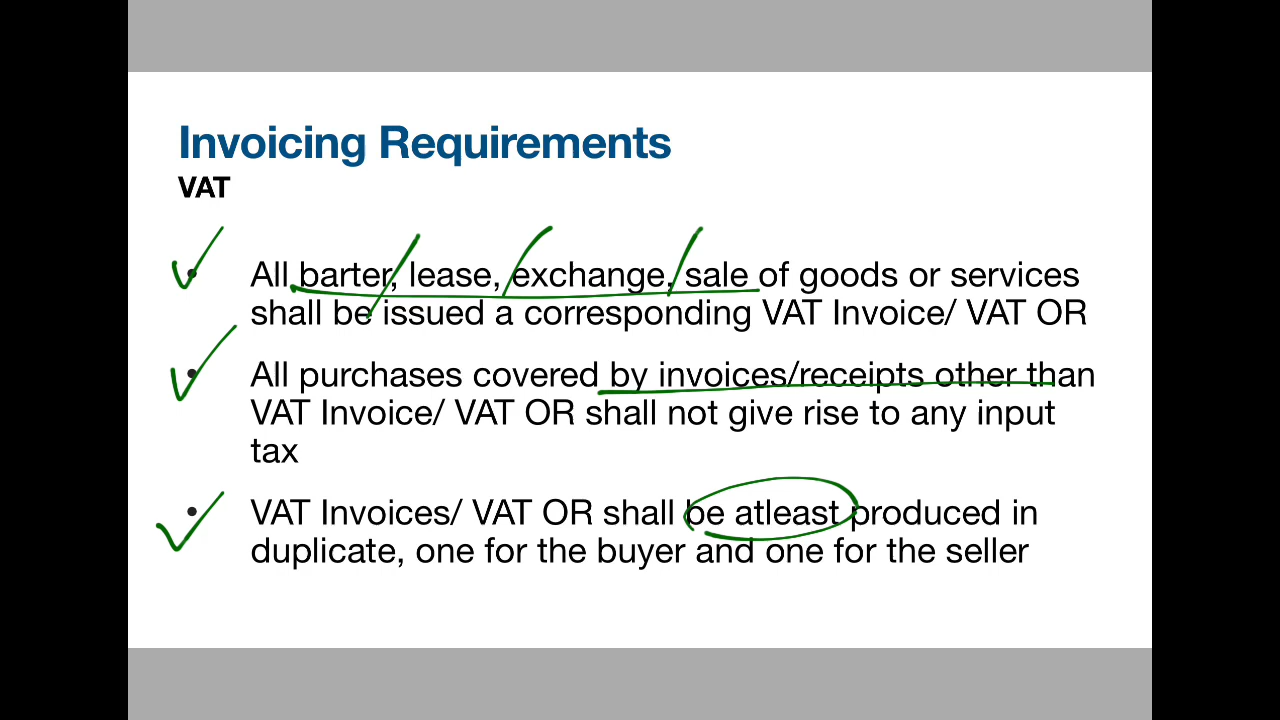 Invoicing Requirements
VAT
• All barter, lease, exchange, sale of goods or services
shall be issued a corresponding VAT Invoice/ VAT OR
• All purchases covered by invoices/receipts other than
VAT Invoice/ VAT OR shall not give rise to any input
tax
• VAT Invoices/ VAT OR shall be atleast produced in
duplicate, one for the buyer and one for the seller